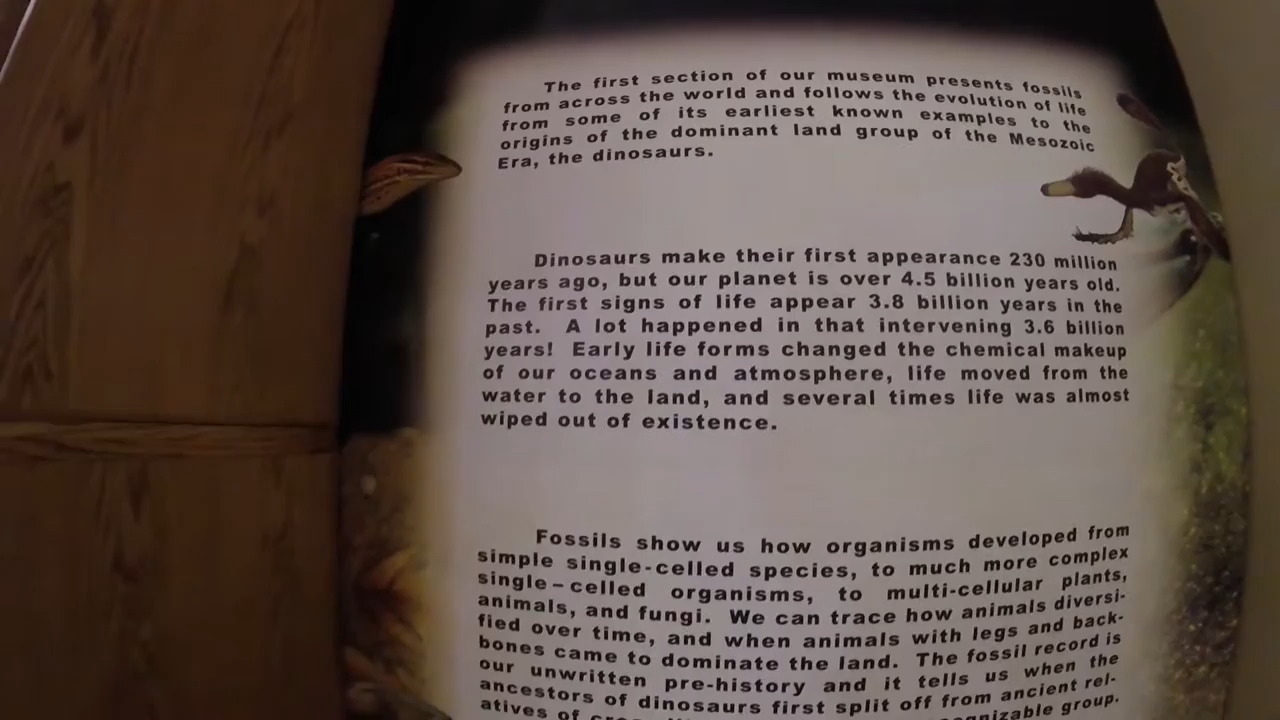 The first section of our museum presents fossils
from across the world and follows the evolution of life
from some of its earliest known examples to the
origins of the dominant land group of the Mesozoic
Era, the dinosaurs.
Dinosaurs make their first appearance 230 million
years ago, but our planet is over 4.5 billion years old.
The first signs of life appear 3.8 billion years in the
past. A lot happened in that intervening 3.6 billion
years! Early life forms changed the chemical makeup
of our oceans and atmosphere, life moved from the
water to the land, and several times life was almost
wiped out of existence.
Fossils show us how organisms developed from
simple single-celled species, to much more complex
single-celled organisms, to multi-cellular plants,
animals, and fungi. We can trace how animals diversi-
fied over time, and when animals with legs and back-
bones came to dominate the land. The fossil record is
our unwritten pre-history and it tells us when the
ancestors of dinosaurs first split off from ancient rel-
atives of group.